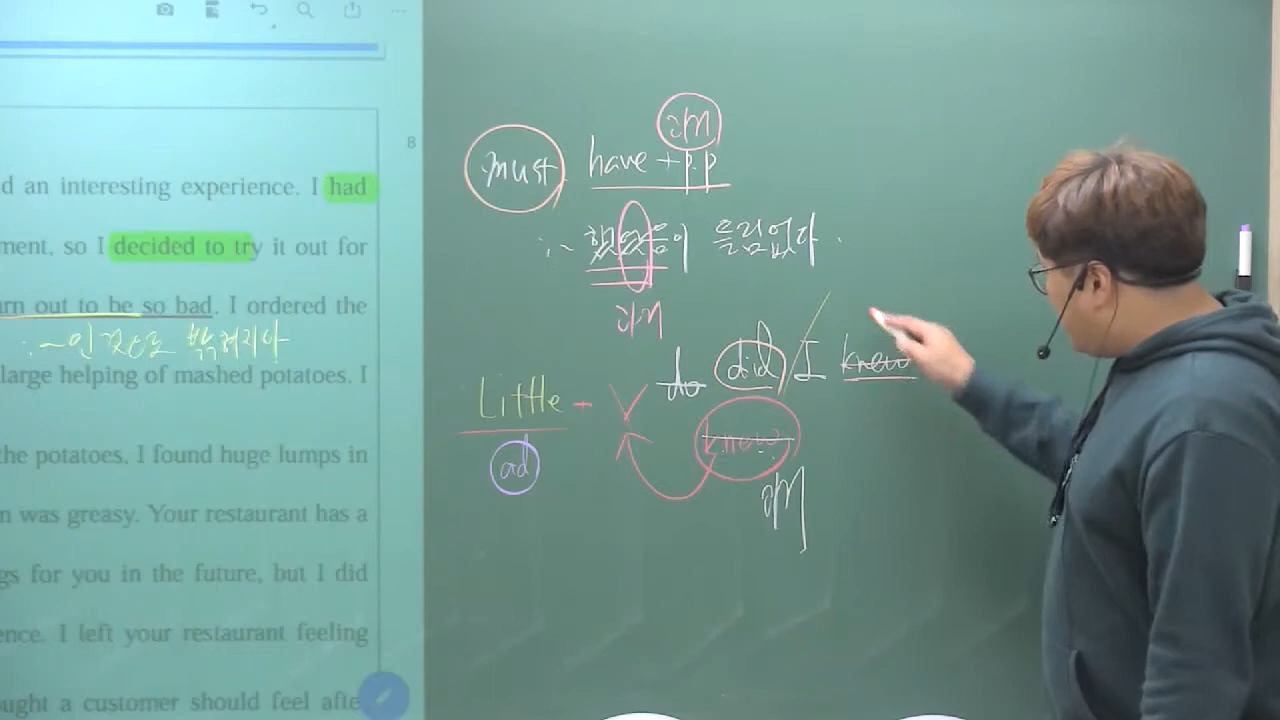 8
d an interesting experience. I had
ment, so I decided to try it out for
urn out to be so bad. I ordered the
: ~인 것으로 밝혀지다
large helping of mashed potatoes. I
the potatoes. I found huge lumps in
n was greasy. Your restaurant has a
gs for you in the future, but I did
ence. I left your restaurant feeling
ought a customer should feel afte
과거
must have + p.p
: ~ 했었음이 틀림없다.
과거
do did / I knew
Little - V
know
ad
과거